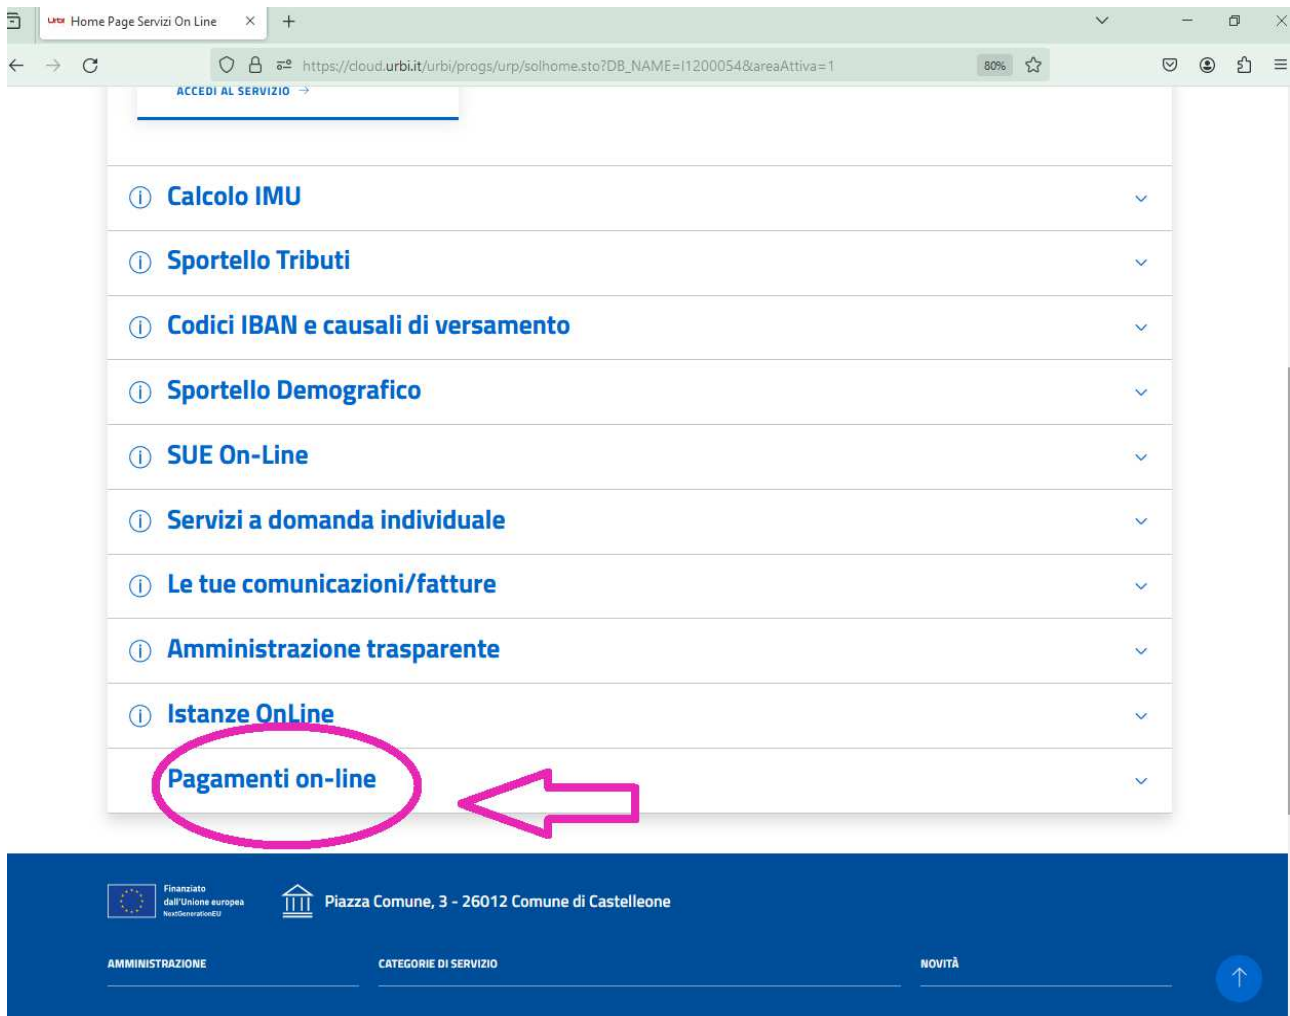 urbi Home Page Servizi On Line
https://cloud.urbi.it/urbi/progs/urp/solhome.sto?DB_NAME=l1200054&areaAttiva=1 80%
ACCEDI AL SERVIZIO →
Calcolo IMU
Sportello Tributi
Codici IBAN e causali di versamento
Sportello Demografico
SUE On-Line
Servizi a domanda individuale
Le tue comunicazioni/fatture
Amministrazione trasparente
Istanze OnLine
Pagamenti on-line
Finanziato
dall'Unione europea
NextGenerationEU
Piazza Comune, 3 - 26012 Comune di Castelleone
AMMINISTRAZIONE CATEGORIE DI SERVIZIO NOVITÀ